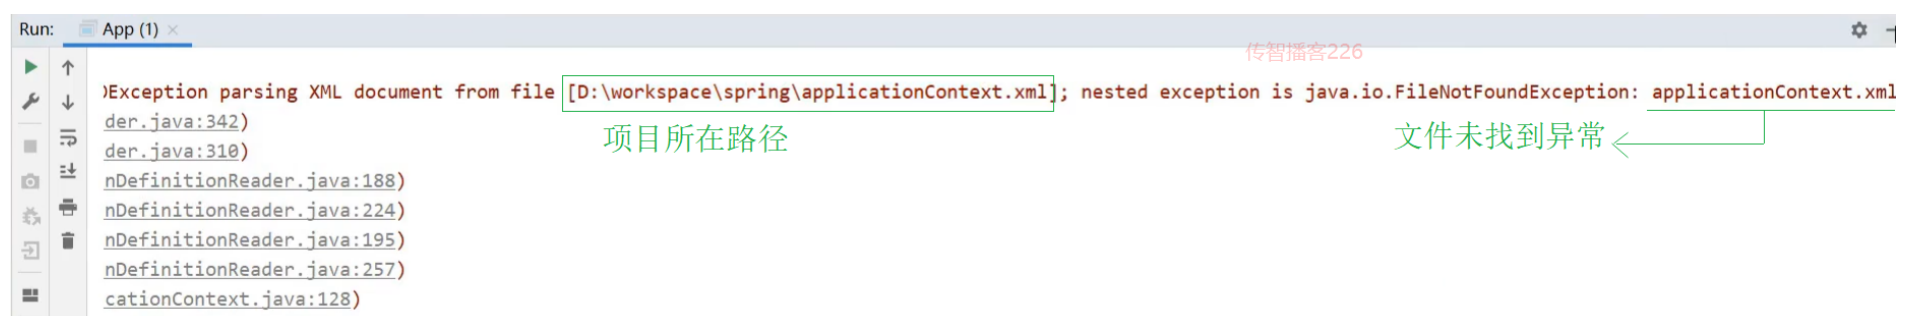 Run: App (1)
传智播客226
Exception parsing XML document from file [D:\workspace\spring\applicationContext.xml]; nested exception is java.io.FileNotFoundException: applicationContext.xml
der.java:342)
项目所在路径
文件未找到异常
der.java:310)
nDefinitionReader.java:188)
nDefinitionReader.java:224)
nDefinitionReader.java:195)
nDefinitionReader.java:257)
cationContext.java:128)